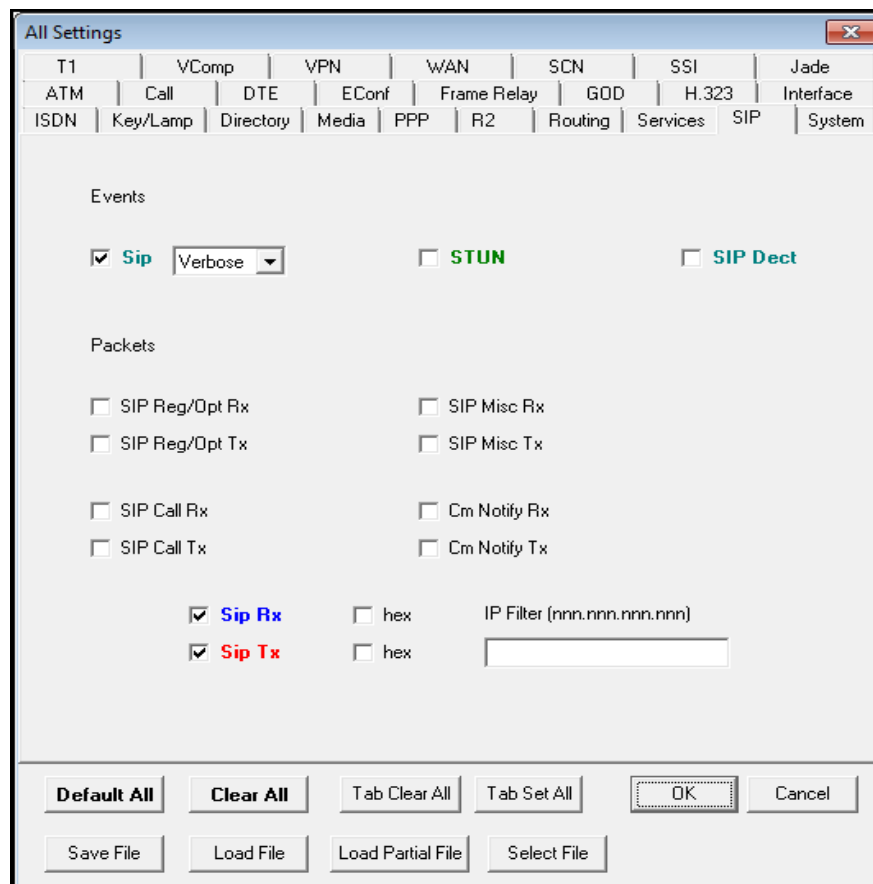 All Settings
T1 VComp VPN WAN SCN SSI Jade
ATM Call DTE EConf Frame Relay GOD H.323 Interface
ISDN Key/Lamp Directory Media PPP R2 Routing Services SIP System
Events
Sip Verbose STUN SIP Dect
Packets
SIP Reg/Opt Rx SIP Misc Rx
SIP Reg/Opt Tx SIP Misc Tx
SIP Call Rx Cm Notify Rx
SIP Call Tx Cm Notify Tx
Sip Rx hex IP Filter (nnn.nnn.nnn.nnn)
Sip Tx hex
Default All Clear All Tab Clear All Tab Set All OK Cancel
Save File Load File Load Partial File Select File